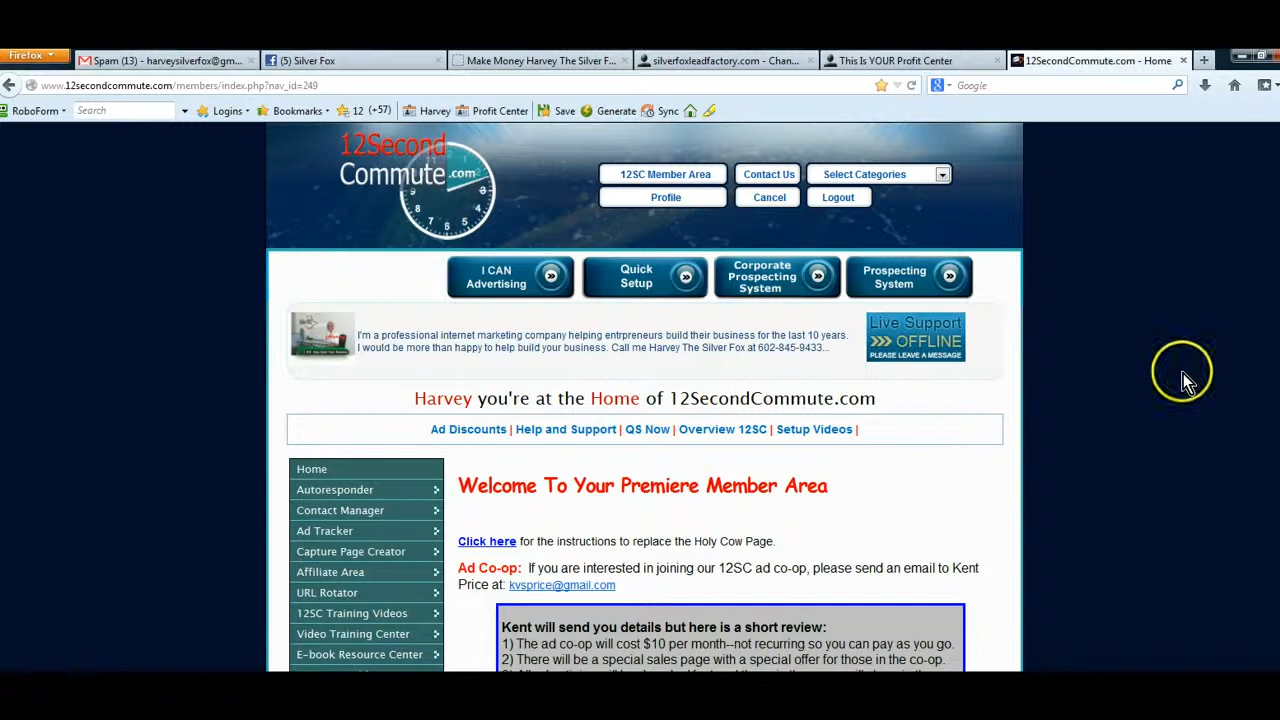 Firefox
Spam (13) - harveysilverfox@gm...
(5) Silver Fox
Make Money Harvey The Silver F...
silverfoxleadfactory.com - Chan...
This Is YOUR Profit Center
12SecondCommute.com - Home
www.12secondcommute.com/members/index.php?nav_id=249
Google
RoboForm
Search
Logins
Bookmarks
12 (+57)
Harvey
Profit Center
Save
Generate
Sync
12Second
Commute.com
12SC Member Area
Contact Us
Select Categories
Profile
Cancel
Logout
I CAN
Advertising
Quick
Setup
Corporate
Prospecting
System
Prospecting
System
I'm a professional internet marketing company helping entrpreneurs build their business for the last 10 years.
I would be more than happy to help build your business. Call me Harvey The Silver Fox at 602-845-9433...
Live Support
>>> OFFLINE
PLEASE LEAVE A MESSAGE
Harvey you're at the Home of 12SecondCommute.com
Ad Discounts | Help and Support | QS Now | Overview 12SC | Setup Videos |
Home
Autoresponder
Contact Manager
Ad Tracker
Capture Page Creator
Affiliate Area
URL Rotator
12SC Training Videos
Video Training Center
E-book Resource Center
Welcome To Your Premiere Member Area
Click here for the instructions to replace the Holy Cow Page.
Ad Co-op: If you are interested in joining our 12SC ad co-op, please send an email to Kent
Price at: kvsprice@gmail.com
Kent will send you details but here is a short review:
1) The ad co-op will cost $10 per month--not recurring so you can pay as you go.
2) There will be a special sales page with a special offer for those in the co-op.